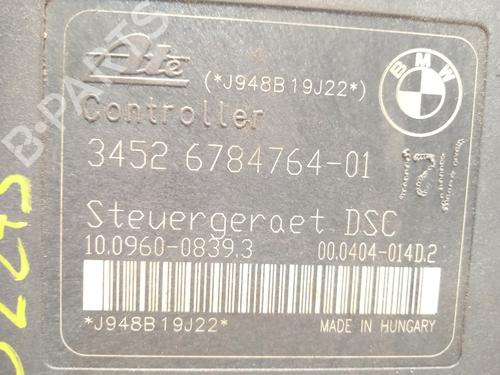 Ate
(*J948B19J22*)
BMW
Controller
3452 6784764-01
Steuergeraet DSC
10.0960-0839.3
00.0404-014D.2
*J948B19J22*
MADE IN HUNGARY
B-PARTS